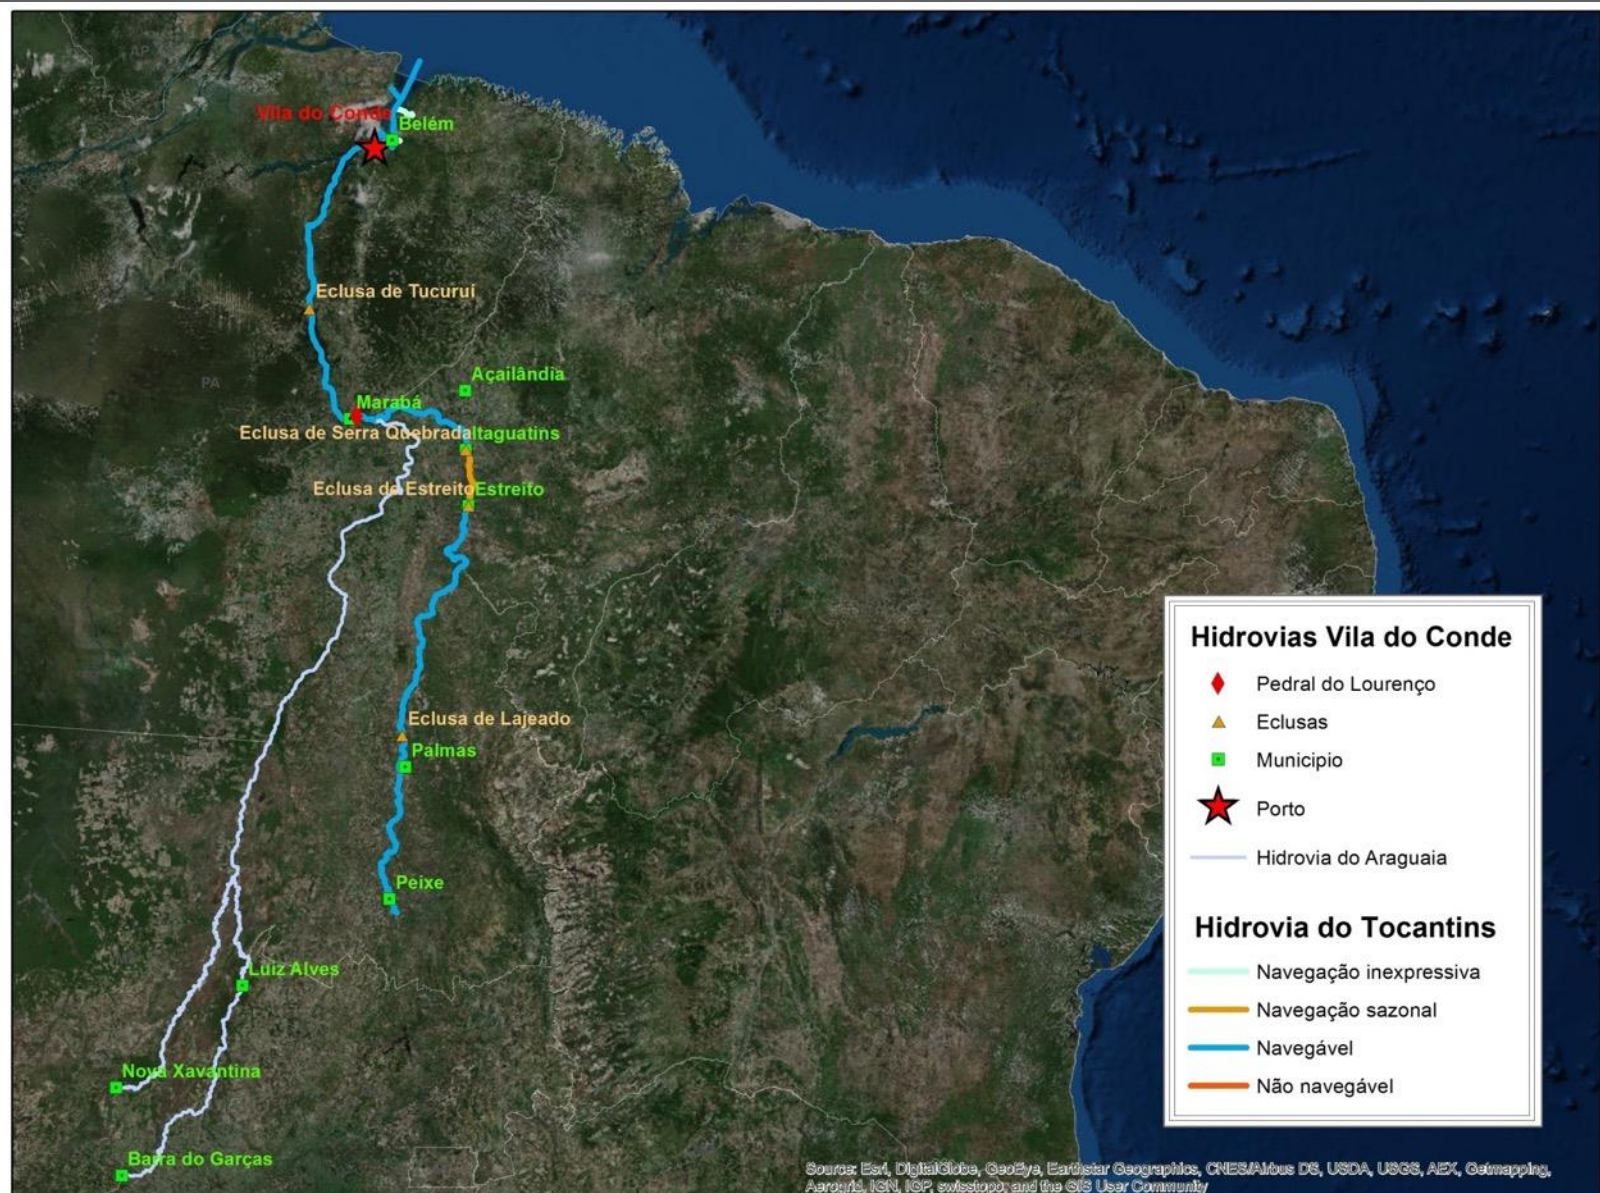 AP
Vila do Conde
Belém
Eclusa de Tucuruí
PA
Açailândia
Marabá
Eclusa de Serra Quebrada
Itaguatins
Eclusa de Estreito
Estreito
Eclusa de Lajeado
Palmas
Peixe
Luiz Alves
Nova Xavantina
Barra do Garças
Hidrovias Vila do Conde
Pedral do Lourenço
Eclusas
Municipio
Porto
Hidrovia do Araguaia
Hidrovia do Tocantins
Navegação inexpressiva
Navegação sazonal
Navegável
Não navegável
Source: Esri, DigitalGlobe, GeoEye, Earthstar Geographics, CNES/Airbus DS, USDA, USGS, AEX, Getmapping,
Aerogrid, IGN, IGP, swisstopo, and the GIS User Community